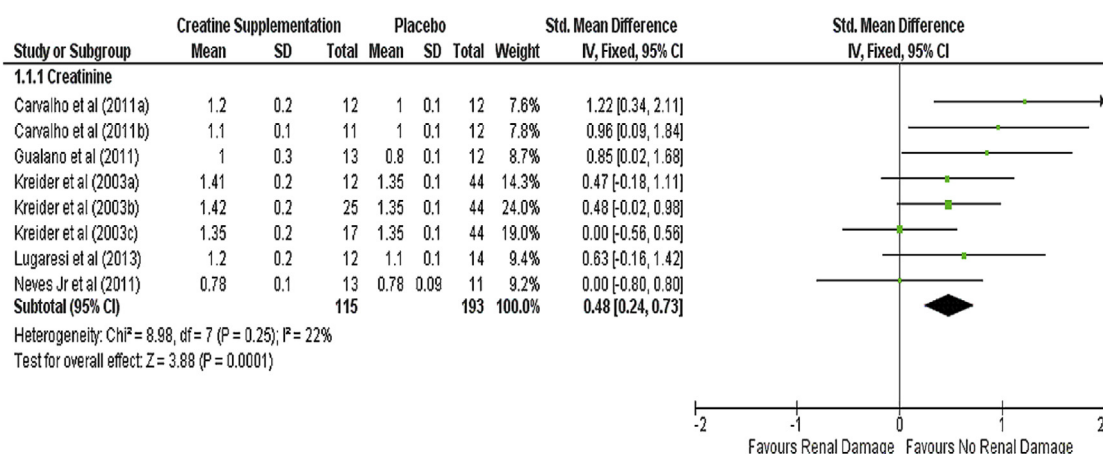 Creatine Supplementation Placebo Std. Mean Difference Std. Mean Difference
Study or Subgroup Mean SD Total Mean SD Total Weight IV, Fixed, 95% CI IV, Fixed, 95% CI
1.1.1 Creatinine
Carvalho et al (2011a) 1.2 0.2 12 1 0.1 12 7.6% 1.22 [0.34, 2.11]
Carvalho et al (2011b) 1.1 0.1 11 1 0.1 12 7.8% 0.96 [0.09, 1.84]
Gualano et al (2011) 1 0.3 13 0.8 0.1 12 8.7% 0.85 [0.02, 1.68]
Kreider et al (2003a) 1.41 0.2 12 1.35 0.1 44 14.3% 0.47 [-0.18, 1.11]
Kreider et al (2003b) 1.42 0.2 25 1.35 0.1 44 24.0% 0.48 [-0.02, 0.98]
Kreider et al (2003c) 1.35 0.2 17 1.35 0.1 44 19.0% 0.00 [-0.56, 0.56]
Lugaresi et al (2013) 1.2 0.2 12 1.1 0.1 14 9.4% 0.63 [-0.16, 1.42]
Neves Jr et al (2011) 0.78 0.1 13 0.78 0.09 11 9.2% 0.00 [-0.80, 0.80]
Subtotal (95% CI) 115 193 100.0% 0.48 [0.24, 0.73]
Heterogeneity: Chi² = 8.98, df = 7 (P = 0.25); I² = 22%
Test for overall effect: Z = 3.88 (P = 0.0001)
-2 -1 0 1 2
Favours Renal Damage Favours No Renal Damage